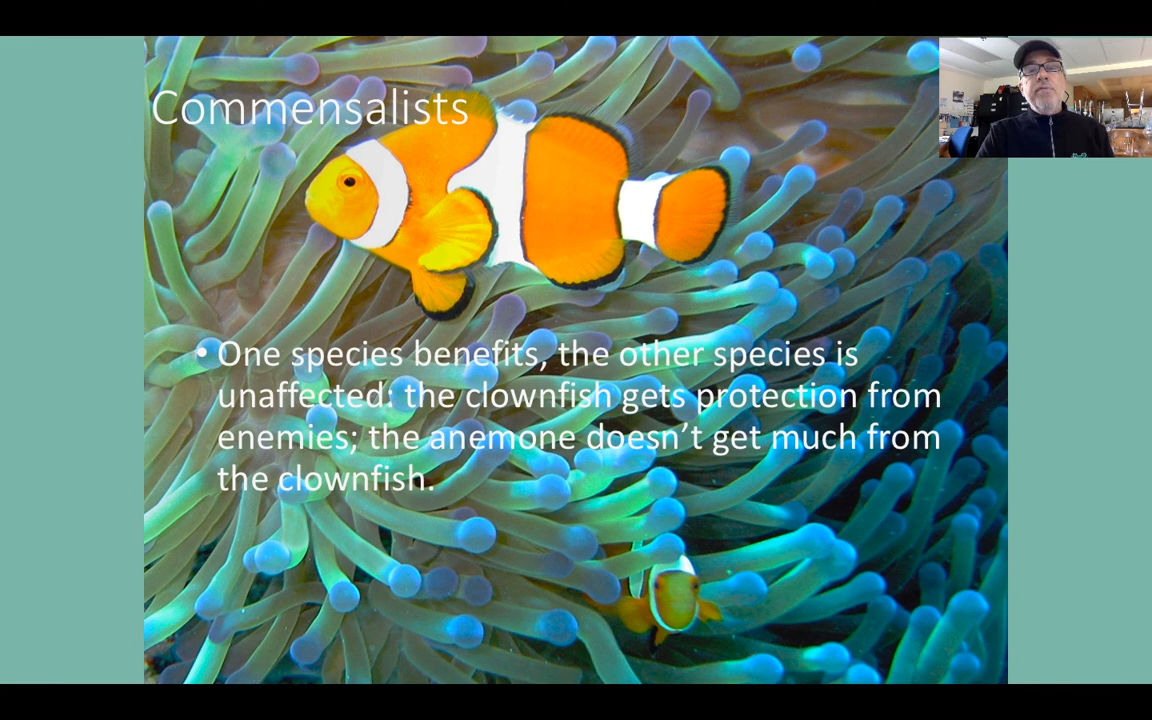 Commensalists
• One species benefits, the other species is
unaffected: the clownfish gets protection from
enemies; the anemone doesn’t get much from
the clownfish.